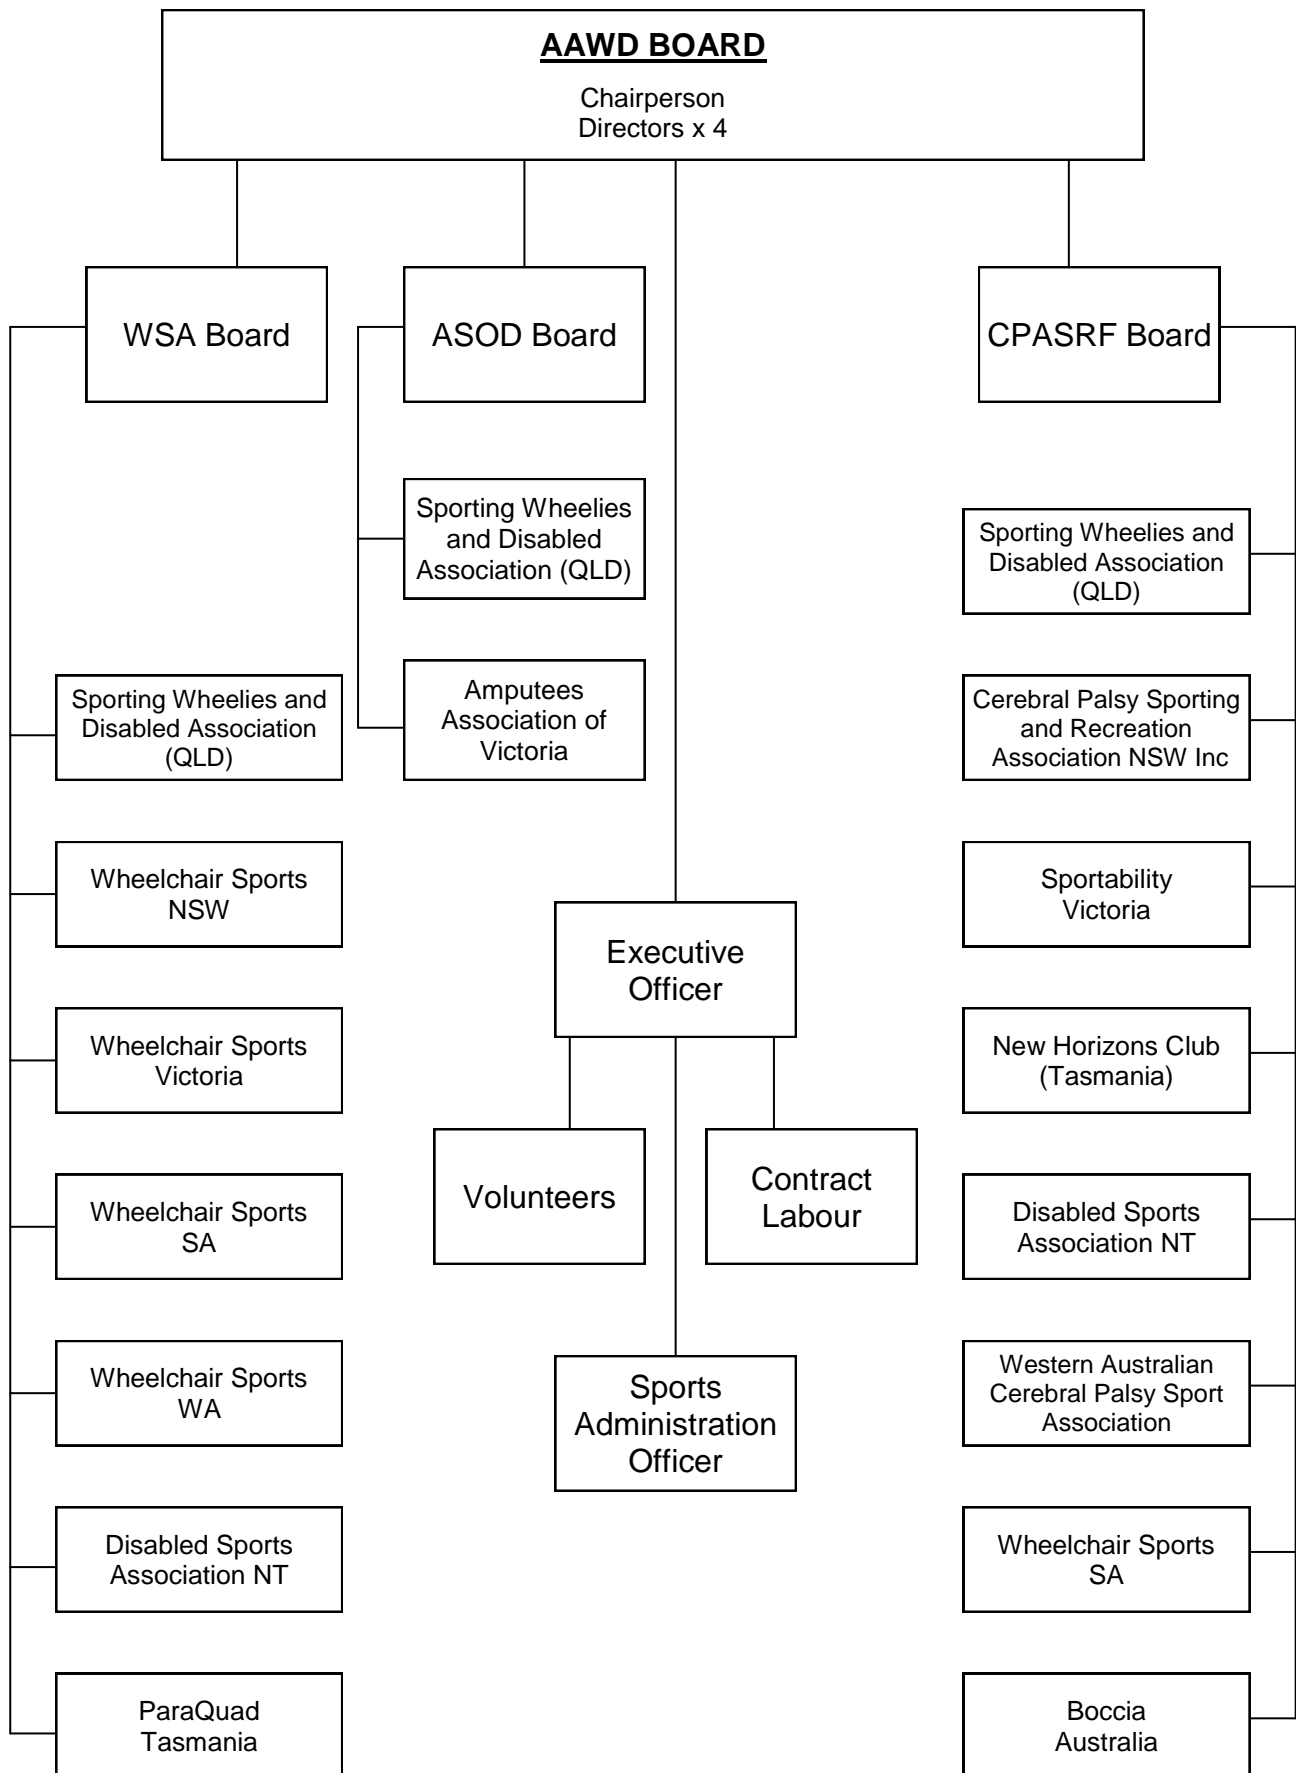 AAWD BOARD
Chairperson
Directors x 4
WSA Board
ASOD Board
CPASRF Board
Sporting Wheelies
and Disabled
Association (QLD)
Sporting Wheelies and
Disabled Association
(QLD)
Sporting Wheelies and
Disabled Association
(QLD)
Amputees
Association of
Victoria
Cerebral Palsy Sporting
and Recreation
Association NSW Inc
Wheelchair Sports
NSW
Sportability
Victoria
Executive
Officer
Wheelchair Sports
Victoria
New Horizons Club
(Tasmania)
Volunteers
Contract
Labour
Wheelchair Sports
SA
Disabled Sports
Association NT
Wheelchair Sports
WA
Sports
Administration
Officer
Western Australian
Cerebral Palsy Sport
Association
Disabled Sports
Association NT
Wheelchair Sports
SA
ParaQuad
Tasmania
Boccia
Australia